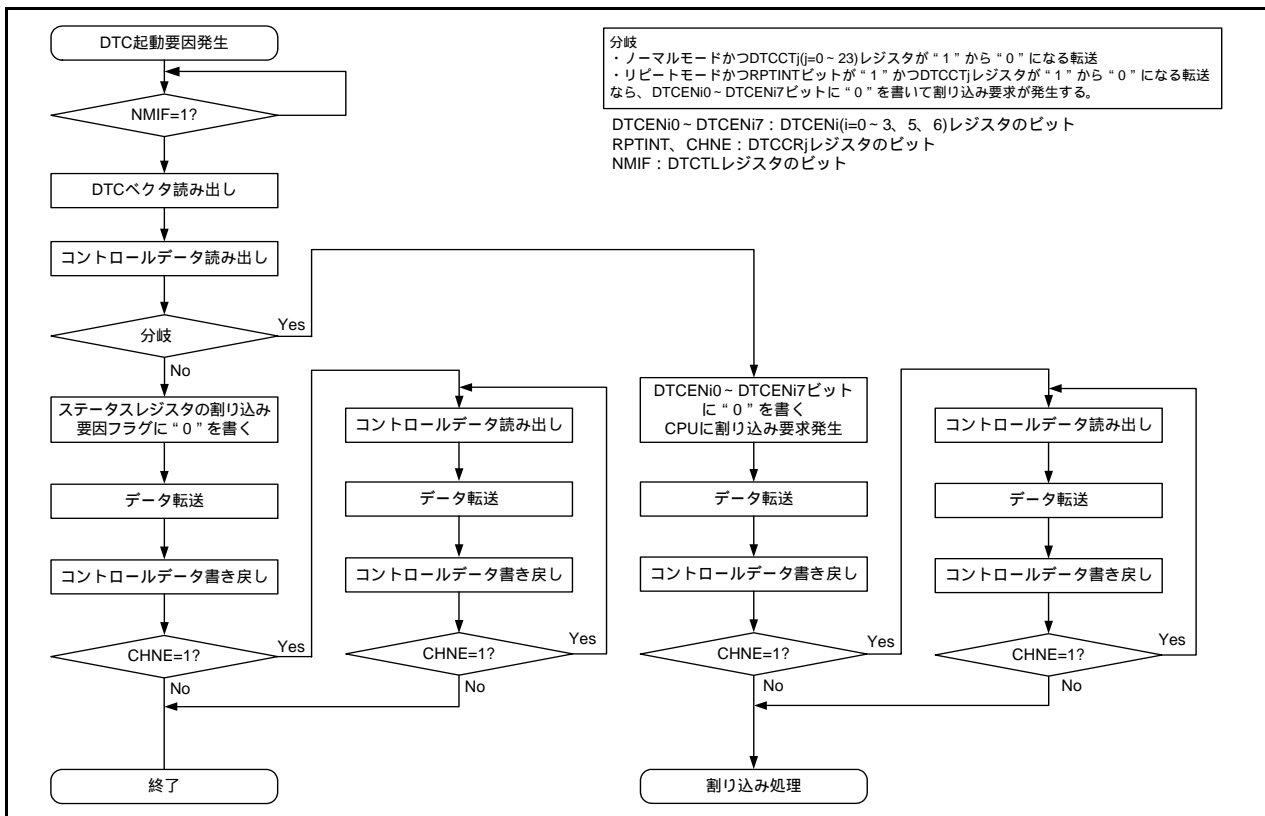 DTC起動要因発生
NMIF=1?
DTCベクタ読み出し
コントロールデータ読み出し
分岐
Yes
No
ステータスレジスタの割り込み
要因フラグに“0”を書く
データ転送
コントロールデータ書き戻し
CHNE=1?
Yes
No
終了
コントロールデータ読み出し
データ転送
コントロールデータ書き戻し
CHNE=1?
Yes
No
分岐
・ノーマルモードかつDTCCTj(j=0~23)レジスタが“1”から“0”になる転送
・リピートモードかつRPTINTビットが“1”かつDTCCTjレジスタが“1”から“0”になる転送
なら、DTCENi0~DTCENi7ビットに“0”を書いて割り込み要求が発生する。
DTCENi0~DTCENi7:DTCENi(i=0~3、5、6)レジスタのビット
RPTINT、CHNE:DTCCRjレジスタのビット
NMIF:DTCTLレジスタのビット
DTCENi0~DTCENi7ビット
に“0”を書く
CPUに割り込み要求発生
データ転送
コントロールデータ書き戻し
CHNE=1?
Yes
No
割り込み処理
コントロールデータ読み出し
データ転送
コントロールデータ書き戻し
CHNE=1?
Yes
No